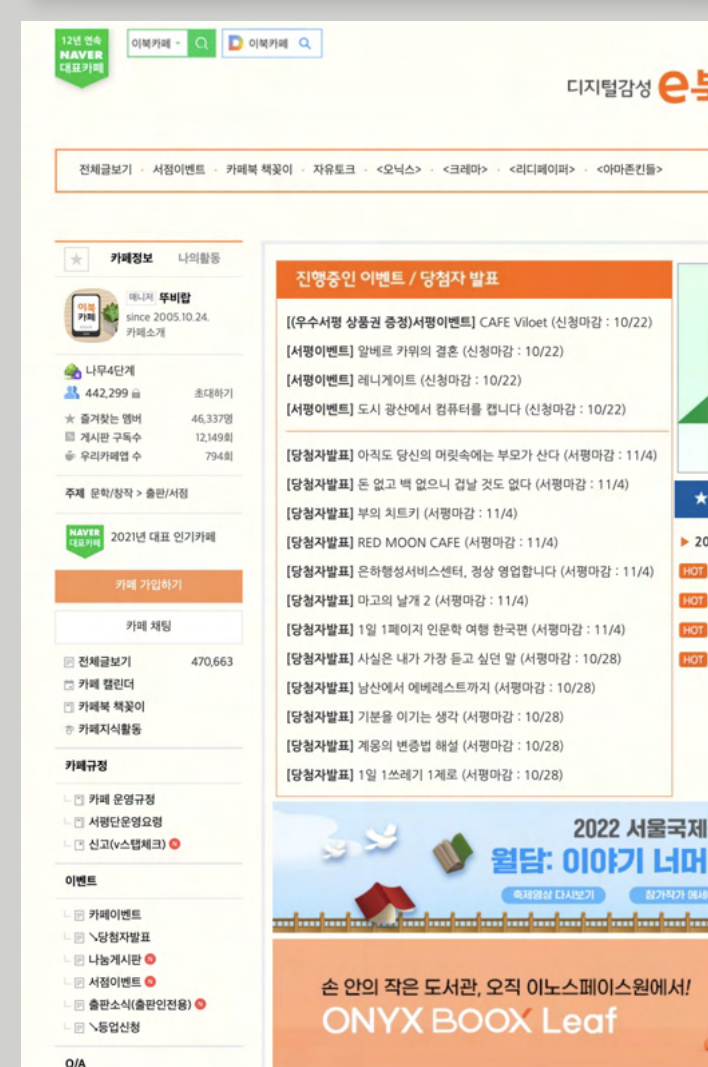 12년 연속
NAVER
대표카페
이북카페
이북카페
디지털감성 e북
전체글보기 · 서점이벤트 · 카페북 책꽂이 · 자유토크 · <오닉스> · <크레마> · <리디페이퍼> · <아마존킨들>
카페정보 나의활동
이북
카페
매니저 뚜비랍
since 2005.10.24.
카페소개
나무4단계
442,299 초대하기
즐겨찾는 멤버 46,337명
게시판 구독수 12,149회
우리카페앱 수 794회
주제 문학/창작 > 출판/서점
NAVER
대표카페
2021년 대표 인기카페
카페 가입하기
카페 채팅
전체글보기 470,663
카페 캘린더
카페북 책꽂이
카페지식활동
카페규정
카페 운영규정
서평단운영요령
신고(v스탭체크) N
이벤트
카페이벤트
↘당첨자발표
나눔게시판 N
서점이벤트 N
출판소식(출판인전용) N
↘등업신청
Q/A
진행중인 이벤트 / 당첨자 발표
[(우수서평 상품권 증정)서평이벤트] CAFE Viloet (신청마감 : 10/22)
[서평이벤트] 알베르 카뮈의 결혼 (신청마감 : 10/22)
[서평이벤트] 레니게이트 (신청마감 : 10/22)
[서평이벤트] 도시 광산에서 컴퓨터를 캡니다 (신청마감 : 10/22)
[당첨자발표] 아직도 당신의 머릿속에는 부모가 산다 (서평마감 : 11/4)
[당첨자발표] 돈 없고 백 없으니 겁날 것도 없다 (서평마감 : 11/4)
[당첨자발표] 부의 치트키 (서평마감 : 11/4)
[당첨자발표] RED MOON CAFE (서평마감 : 11/4)
[당첨자발표] 은하행성서비스센터, 정상 영업합니다 (서평마감 : 11/4)
[당첨자발표] 마고의 날개 2 (서평마감 : 11/4)
[당첨자발표] 1일 1페이지 인문학 여행 한국편 (서평마감 : 11/4)
[당첨자발표] 사실은 내가 가장 듣고 싶던 말 (서평마감 : 10/28)
[당첨자발표] 남산에서 에베레스트까지 (서평마감 : 10/28)
[당첨자발표] 기분을 이기는 생각 (서평마감 : 10/28)
[당첨자발표] 계몽의 변증법 해설 (서평마감 : 10/28)
[당첨자발표] 1일 1쓰레기 1제로 (서평마감 : 10/28)
★
▶ 20
HOT
HOT
HOT
HOT
2022 서울국제
월담: 이야기 너머
축제영상 다시보기 참가작가 에세
손 안의 작은 도서관, 오직 이노스페이스원에서!
ONYX BOOX Leaf